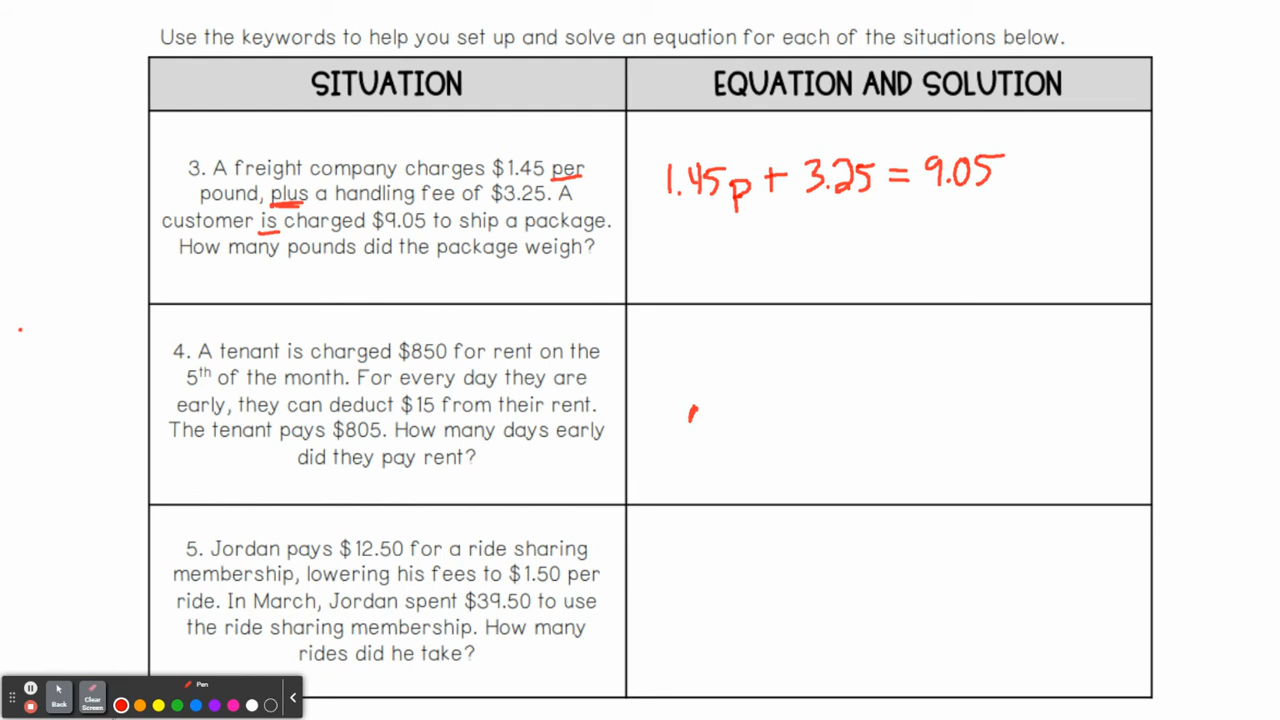 Use the keywords to help you set up and solve an equation for each of the situations below.
SITUATION
EQUATION AND SOLUTION
3. A freight company charges $1.45 per
pound, plus a handling fee of $3.25. A
customer is charged $9.05 to ship a package.
How many pounds did the package weigh?
1.45p + 3.25 = 9.05
4. A tenant is charged $850 for rent on the
5th of the month. For every day they are
early, they can deduct $15 from their rent.
The tenant pays $805. How many days early
did they pay rent?
5. Jordan pays $12.50 for a ride sharing
membership, lowering his fees to $1.50 per
ride. In March, Jordan spent $39.50 to use
the ride sharing membership. How many
rides did he take?
Pen
Back
Clear
Screen